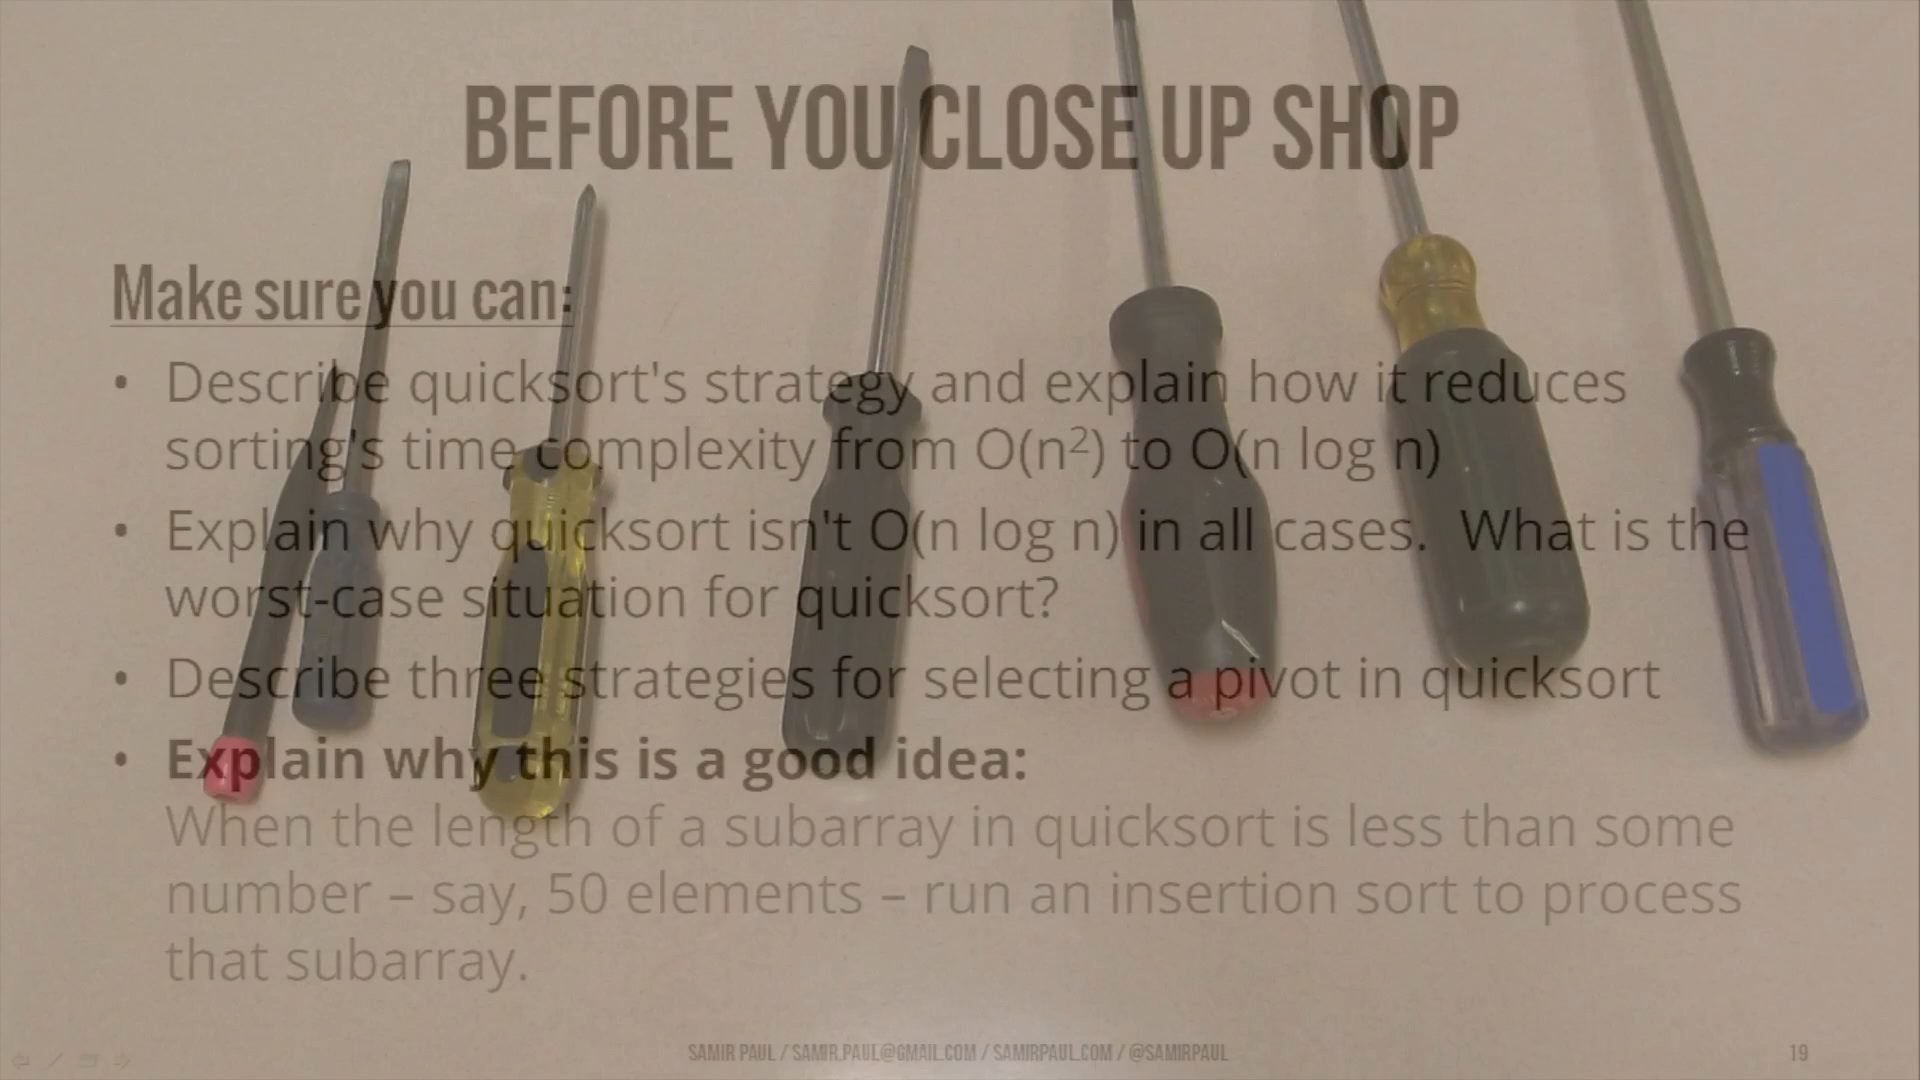 BEFORE YOU CLOSE UP SHOP
Make sure you can:
• Describe quicksort's strategy and explain how it reduces
sorting's time complexity from O(n²) to O(n log n)
• Explain why quicksort isn't O(n log n) in all cases. What is the
worst-case situation for quicksort?
• Describe three strategies for selecting a pivot in quicksort
• Explain why this is a good idea:
When the length of a subarray in quicksort is less than some
number – say, 50 elements – run an insertion sort to process
that subarray.
SAMIR PAUL / SAMIR.PAUL@GMAIL.COM / SAMIRPAUL.COM / @SAMIRPAUL
19